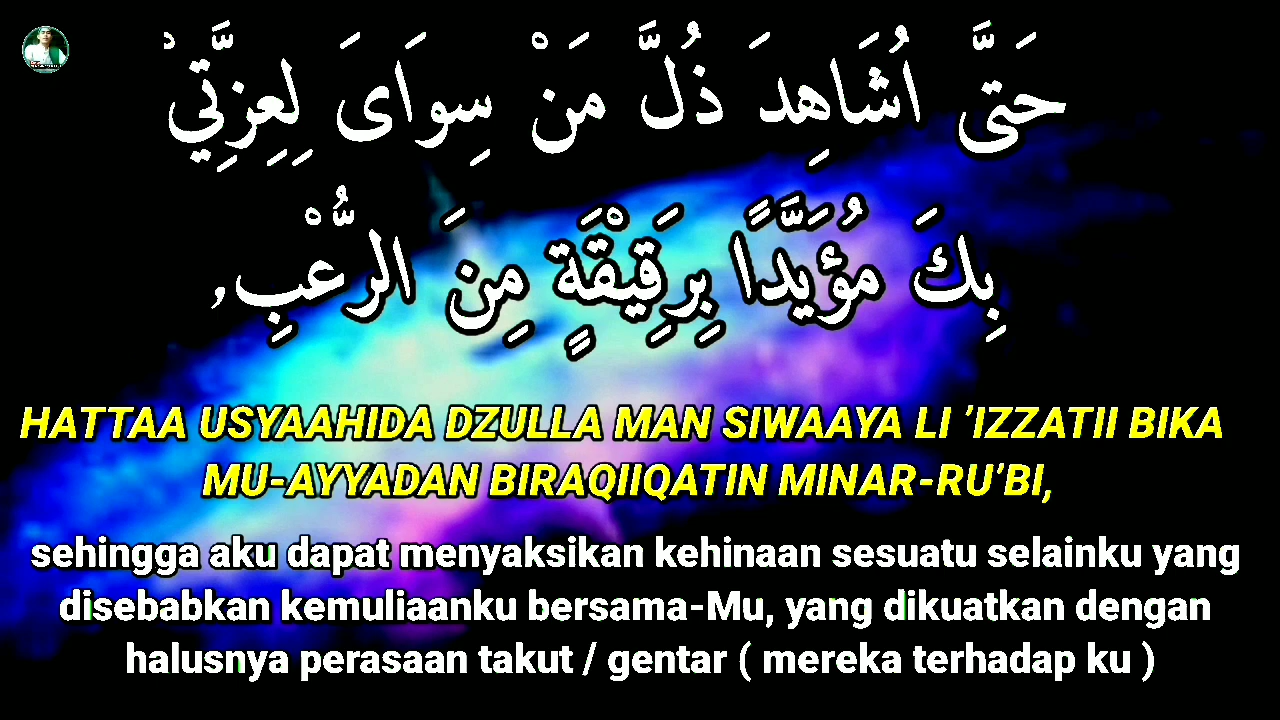 حَتَّى اُشَاهِدَ ذُلَّ مَنْ سِوَاىَ لِعِزَّتِيْ
بِكَ مُؤَيَّدًا بِرَقِيْقَةٍ مِنَ الرُّعْبِ,
HATTAA USYAAHIDA DZULLA MAN SIWAAYA LI 'IZZATII BIKA
MU-AYYADAN BIRAQIIQATIN MINAR-RU'BI,
sehingga aku dapat menyaksikan kehinaan sesuatu selainku yang
disebabkan kemuliaanku bersama-Mu, yang dikuatkan dengan
halusnya perasaan takut / gentar ( mereka terhadap ku )